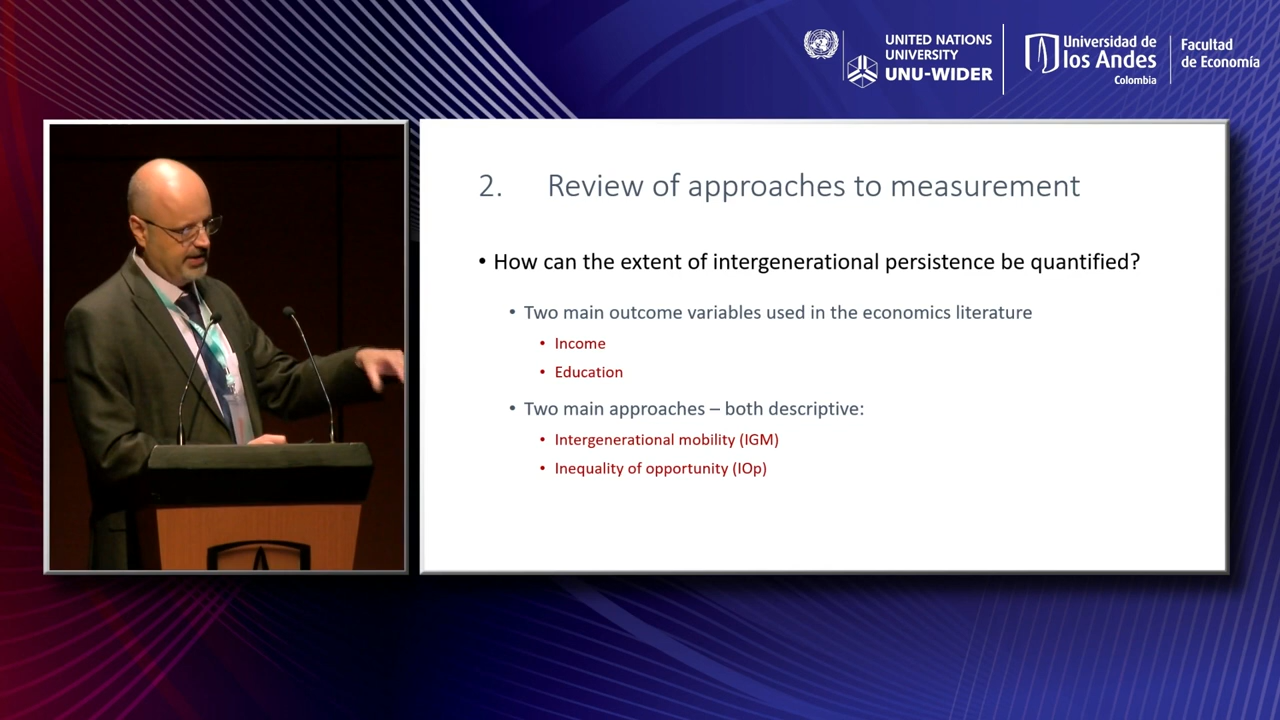 UNITED NATIONS
UNIVERSITY
UNU-WIDER
Universidad de
los Andes
Colombia
Facultad
de Economía
2. Review of approaches to measurement
• How can the extent of intergenerational persistence be quantified?
• Two main outcome variables used in the economics literature
• Income
• Education
• Two main approaches – both descriptive:
• Intergenerational mobility (IGM)
• Inequality of opportunity (IOp)